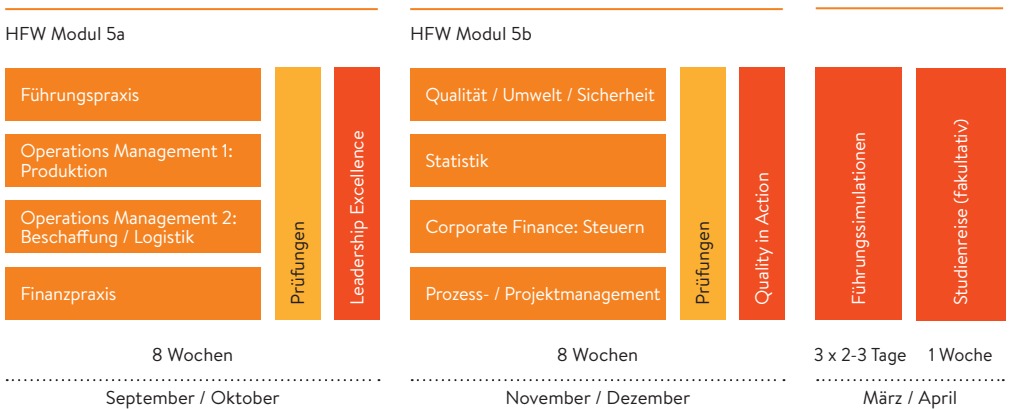 HFW Modul 5a
Führungspraxis
Operations Management 1:
Produktion
Operations Management 2:
Beschaffung / Logistik
Finanzpraxis
Prüfungen
Leadership Excellence
8 Wochen
September / Oktober
HFW Modul 5b
Qualität / Umwelt / Sicherheit
Statistik
Corporate Finance: Steuern
Prozess- / Projektmanagement
Prüfungen
Quality in Action
8 Wochen
November / Dezember
Führungssimulationen
Studienreise (fakultativ)
3 x 2-3 Tage
1 Woche
März / April